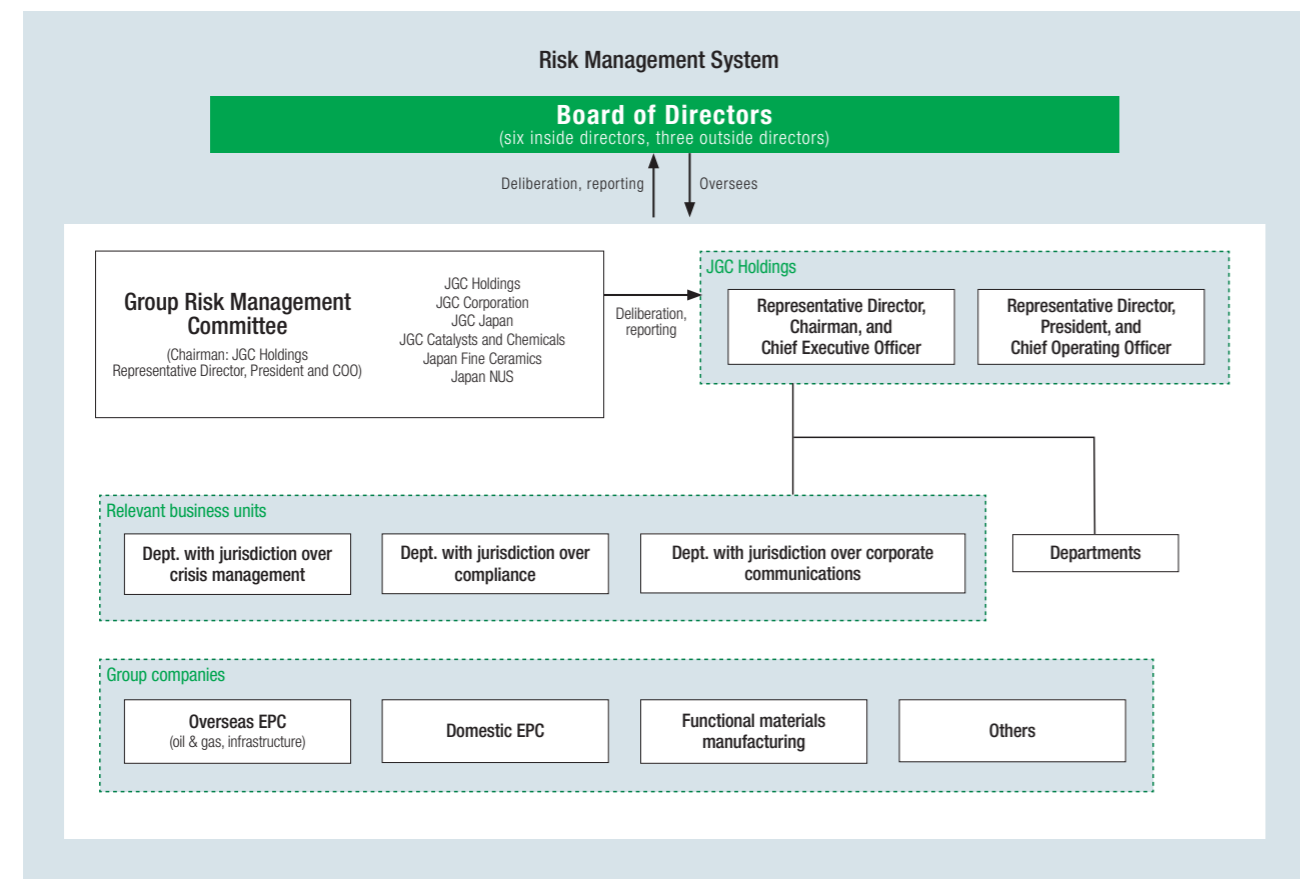 Risk Management System
Board of Directors
(six inside directors, three outside directors)
Deliberation, reporting
Oversees
Group Risk Management
Committee
(Chairman: JGC Holdings
Representative Director, President and COO)
JGC Holdings
JGC Corporation
JGC Japan
JGC Catalysts and Chemicals
Japan Fine Ceramics
Japan NUS
Deliberation,
reporting
JGC Holdings
Representative Director,
Chairman, and
Chief Executive Officer
Representative Director,
President, and
Chief Operating Officer
Relevant business units
Dept. with jurisdiction over
crisis management
Dept. with jurisdiction over
compliance
Dept. with jurisdiction over corporate
communications
Departments
Group companies
Overseas EPC
(oil & gas, infrastructure)
Domestic EPC
Functional materials
manufacturing
Others